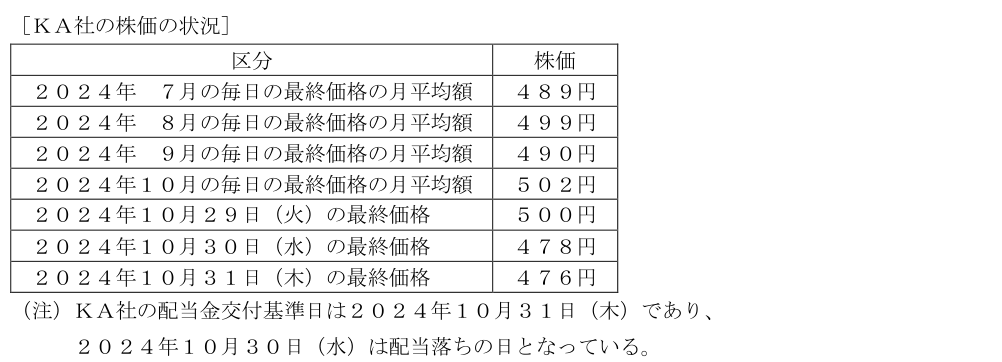 ［ＫＡ社の株価の状況］
区分 株価
２０２４年　７月の毎日の最終価格の月平均額 ４８９円
２０２４年　８月の毎日の最終価格の月平均額 ４９９円
２０２４年　９月の毎日の最終価格の月平均額 ４９０円
２０２４年１０月の毎日の最終価格の月平均額 ５０２円
２０２４年１０月２９日（火）の最終価格 ５００円
２０２４年１０月３０日（水）の最終価格 ４７８円
２０２４年１０月３１日（木）の最終価格 ４７６円
（注）ＫＡ社の配当金交付基準日は２０２４年１０月３１日（木）であり、
２０２４年１０月３０日（水）は配当落ちの日となっている。